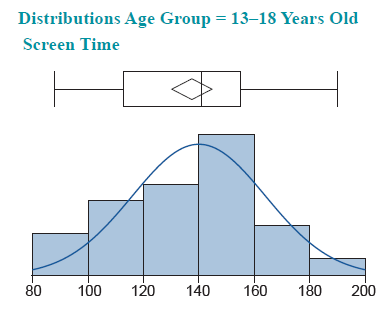 Distributions Age Group = 13–18 Years Old
Screen Time
80 100 120 140 160 180 200